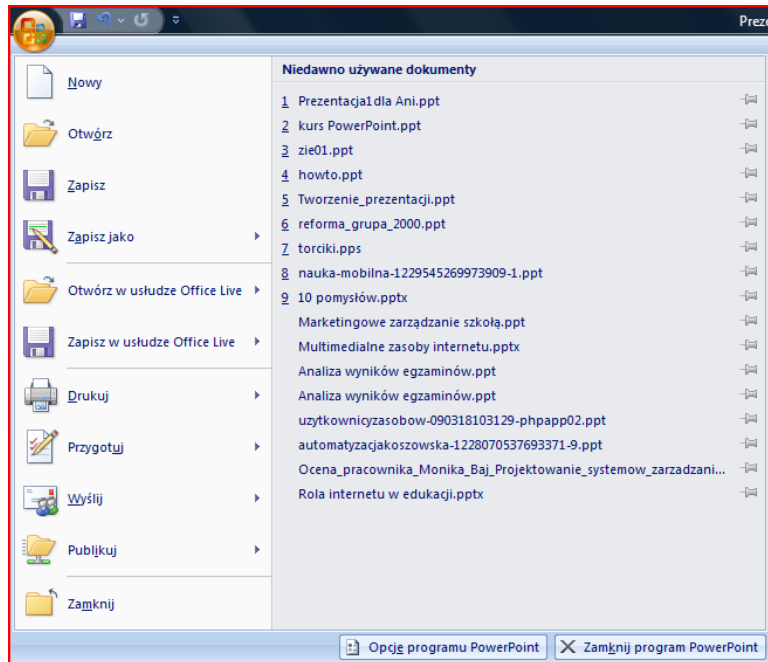 Preze
Nowy
Otwórz
Zapisz
Zapisz jako
Otwórz w usłudze Office Live
Zapisz w usłudze Office Live
Drukuj
Przygotuj
Wyślij
Publikuj
Zamknij
Niedawno używane dokumenty
1 Prezentacja1dla Ani.ppt
2 kurs PowerPoint.ppt
3 zie01.ppt
4 howto.ppt
5 Tworzenie_prezentacji.ppt
6 reforma_grupa_2000.ppt
7 torciki.pps
8 nauka-mobilna-1229545269973909-1.ppt
9 10 pomysłów.pptx
Marketingowe zarządzanie szkołą.ppt
Multimedialne zasoby internetu.pptx
Analiza wyników egzaminów.ppt
Analiza wyników egzaminów.ppt
uzytkownicyzasobow-090318103129-phpapp02.ppt
automatyzacjakoszowska-1228070537693371-9.ppt
Ocena_pracownika_Monika_Baj_Projektowanie_systemow_zarzadzani...
Rola internetu w edukacji.pptx
Opcje programu PowerPoint
Zamknij program PowerPoint